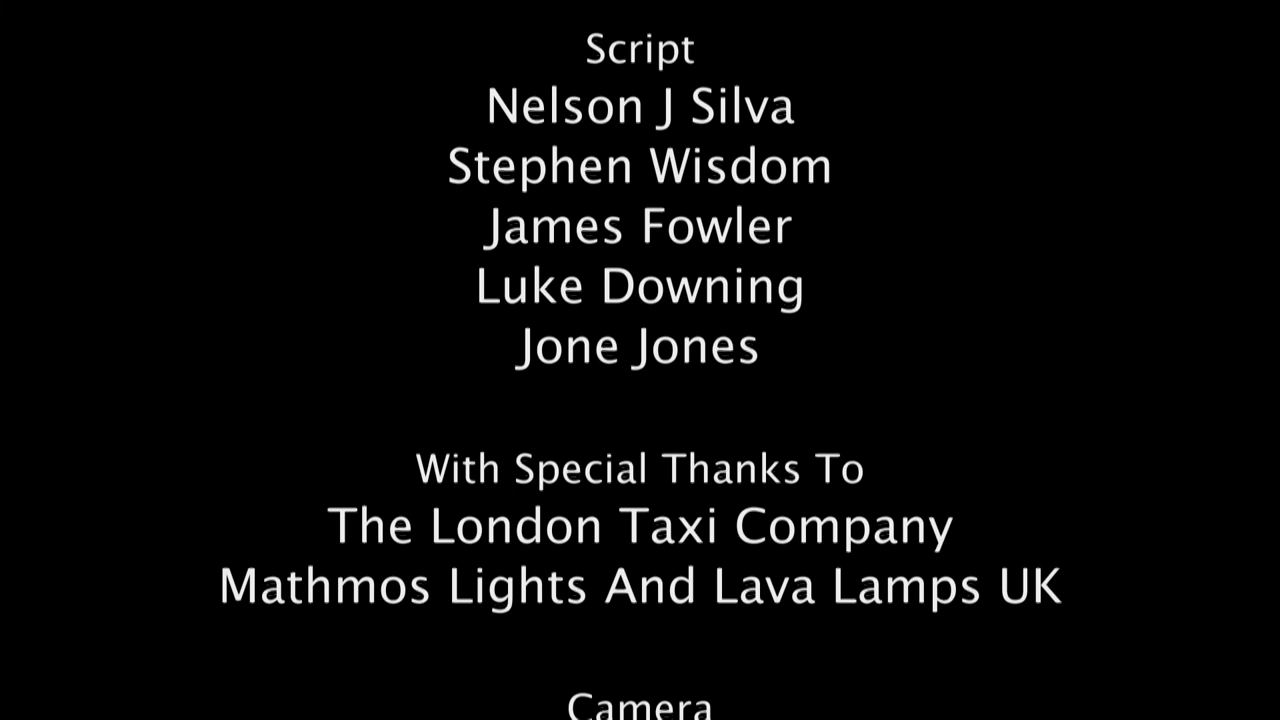 Script
Nelson J Silva
Stephen Wisdom
James Fowler
Luke Downing
Jone Jones
With Special Thanks To
The London Taxi Company
Mathmos Lights And Lava Lamps UK
Camera